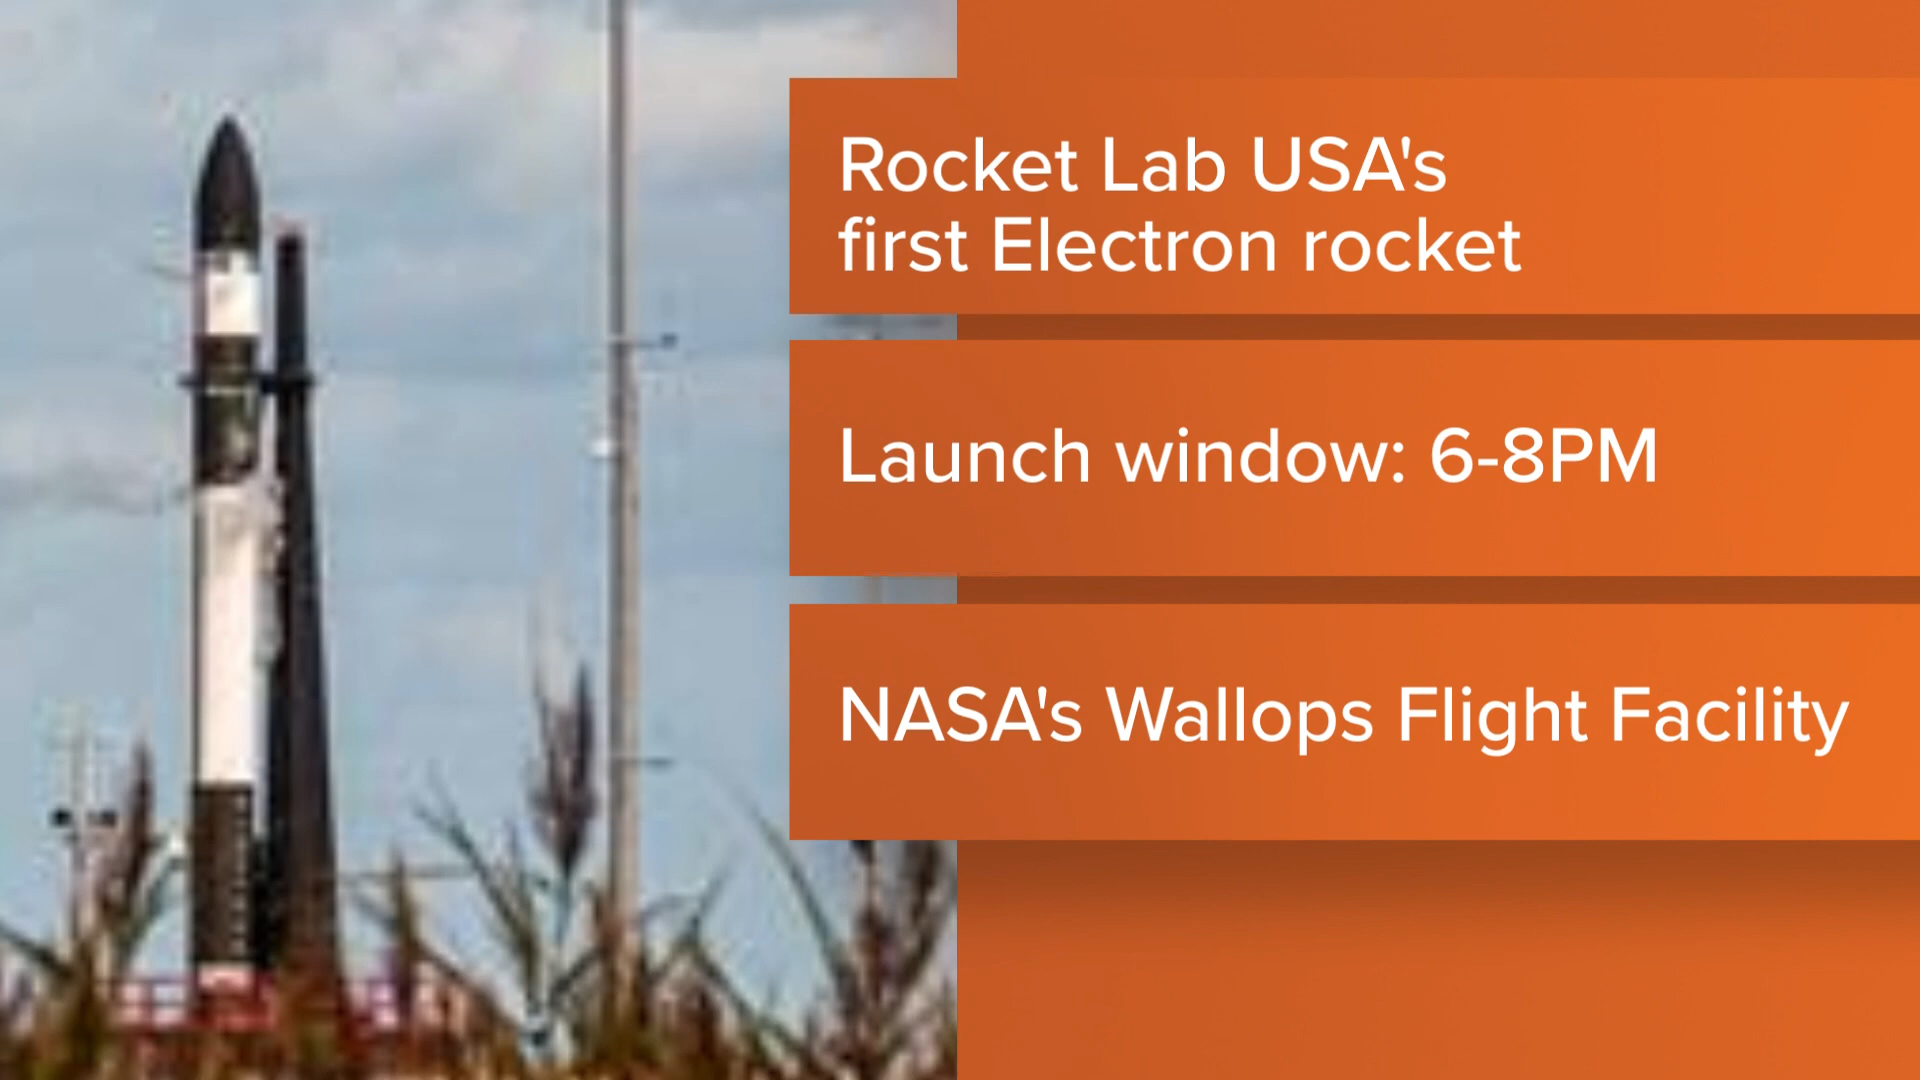 Rocket Lab USA's
first Electron rocket
Launch window: 6-8PM
NASA's Wallops Flight Facility